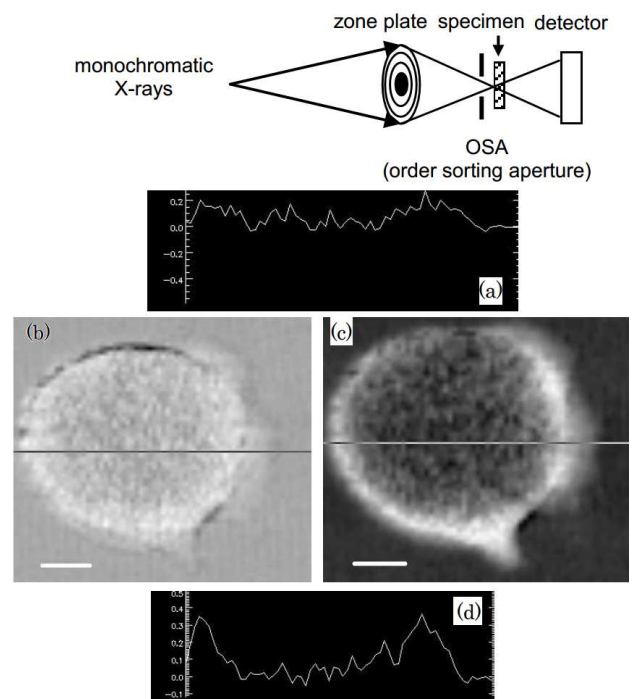 zone plate specimen detector
monochromatic
X-rays
OSA
(order sorting aperture)
0.2
0.0
−0.2
−0.4
(a)
(b)
(c)
0.5
0.4
0.3
0.2
0.1
0.0
−0.1
(d)